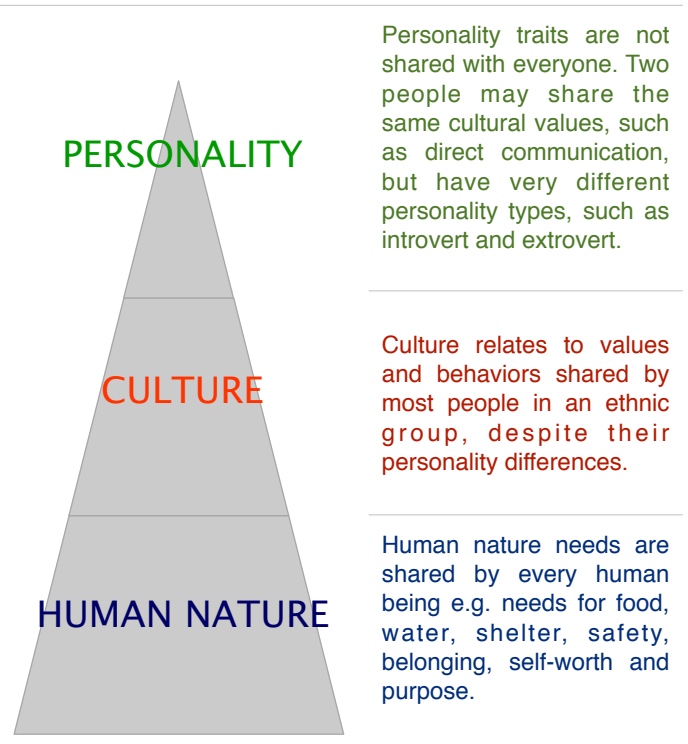 PERSONALITY
Personality traits are not
shared with everyone. Two
people may share the
same cultural values, such
as direct communication,
but have very different
personality types, such as
introvert and extrovert.
CULTURE
Culture relates to values
and behaviors shared by
most people in an ethnic
group, despite their
personality differences.
HUMAN NATURE
Human nature needs are
shared by every human
being e.g. needs for food,
water, shelter, safety,
belonging, self-worth and
purpose.